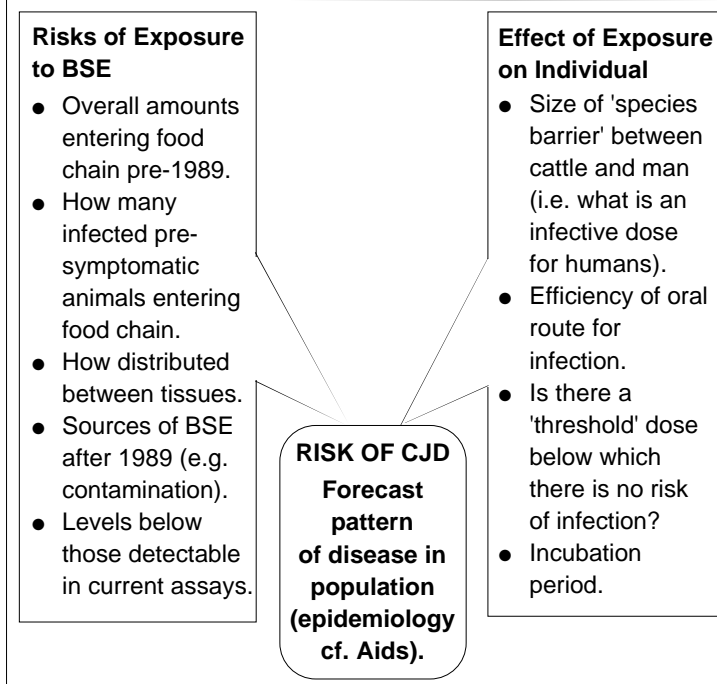 Risks of Exposure
to BSE
● Overall amounts
entering food
chain pre-1989.
● How many
infected pre-
symptomatic
animals entering
food chain.
● How distributed
between tissues.
● Sources of BSE
after 1989 (e.g.
contamination).
● Levels below
those detectable
in current assays.
RISK OF CJD
Forecast
pattern
of disease in
population
(epidemiology
cf. Aids).
Effect of Exposure
on Individual
● Size of 'species
barrier' between
cattle and man
(i.e. what is an
infective dose
for humans).
● Efficiency of oral
route for
infection.
● Is there a
'threshold' dose
below which
there is no risk
of infection?
● Incubation
period.